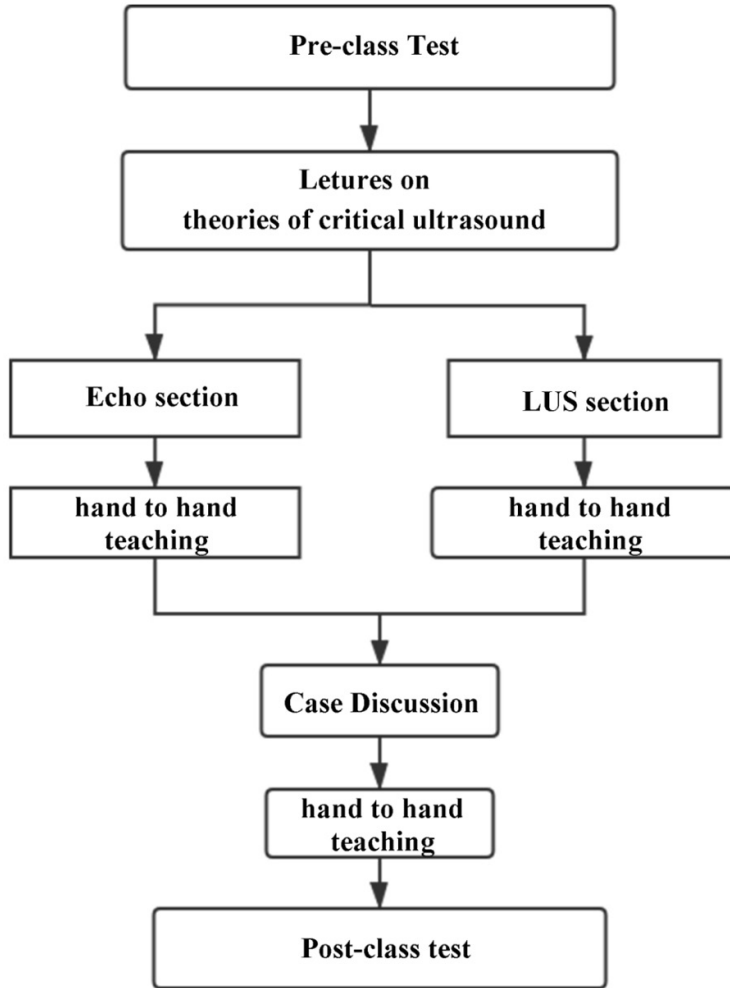 Pre-class Test
Letures on
theories of critical ultrasound
Echo section
LUS section
hand to hand
teaching
hand to hand
teaching
Case Discussion
hand to hand
teaching
Post-class test